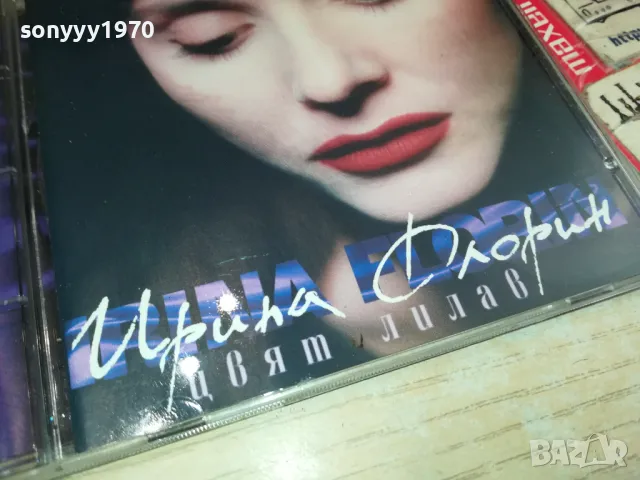 sonyyy1970
IRINA FLORIN
Ирина Флорин
цвят лилав
BAZAR